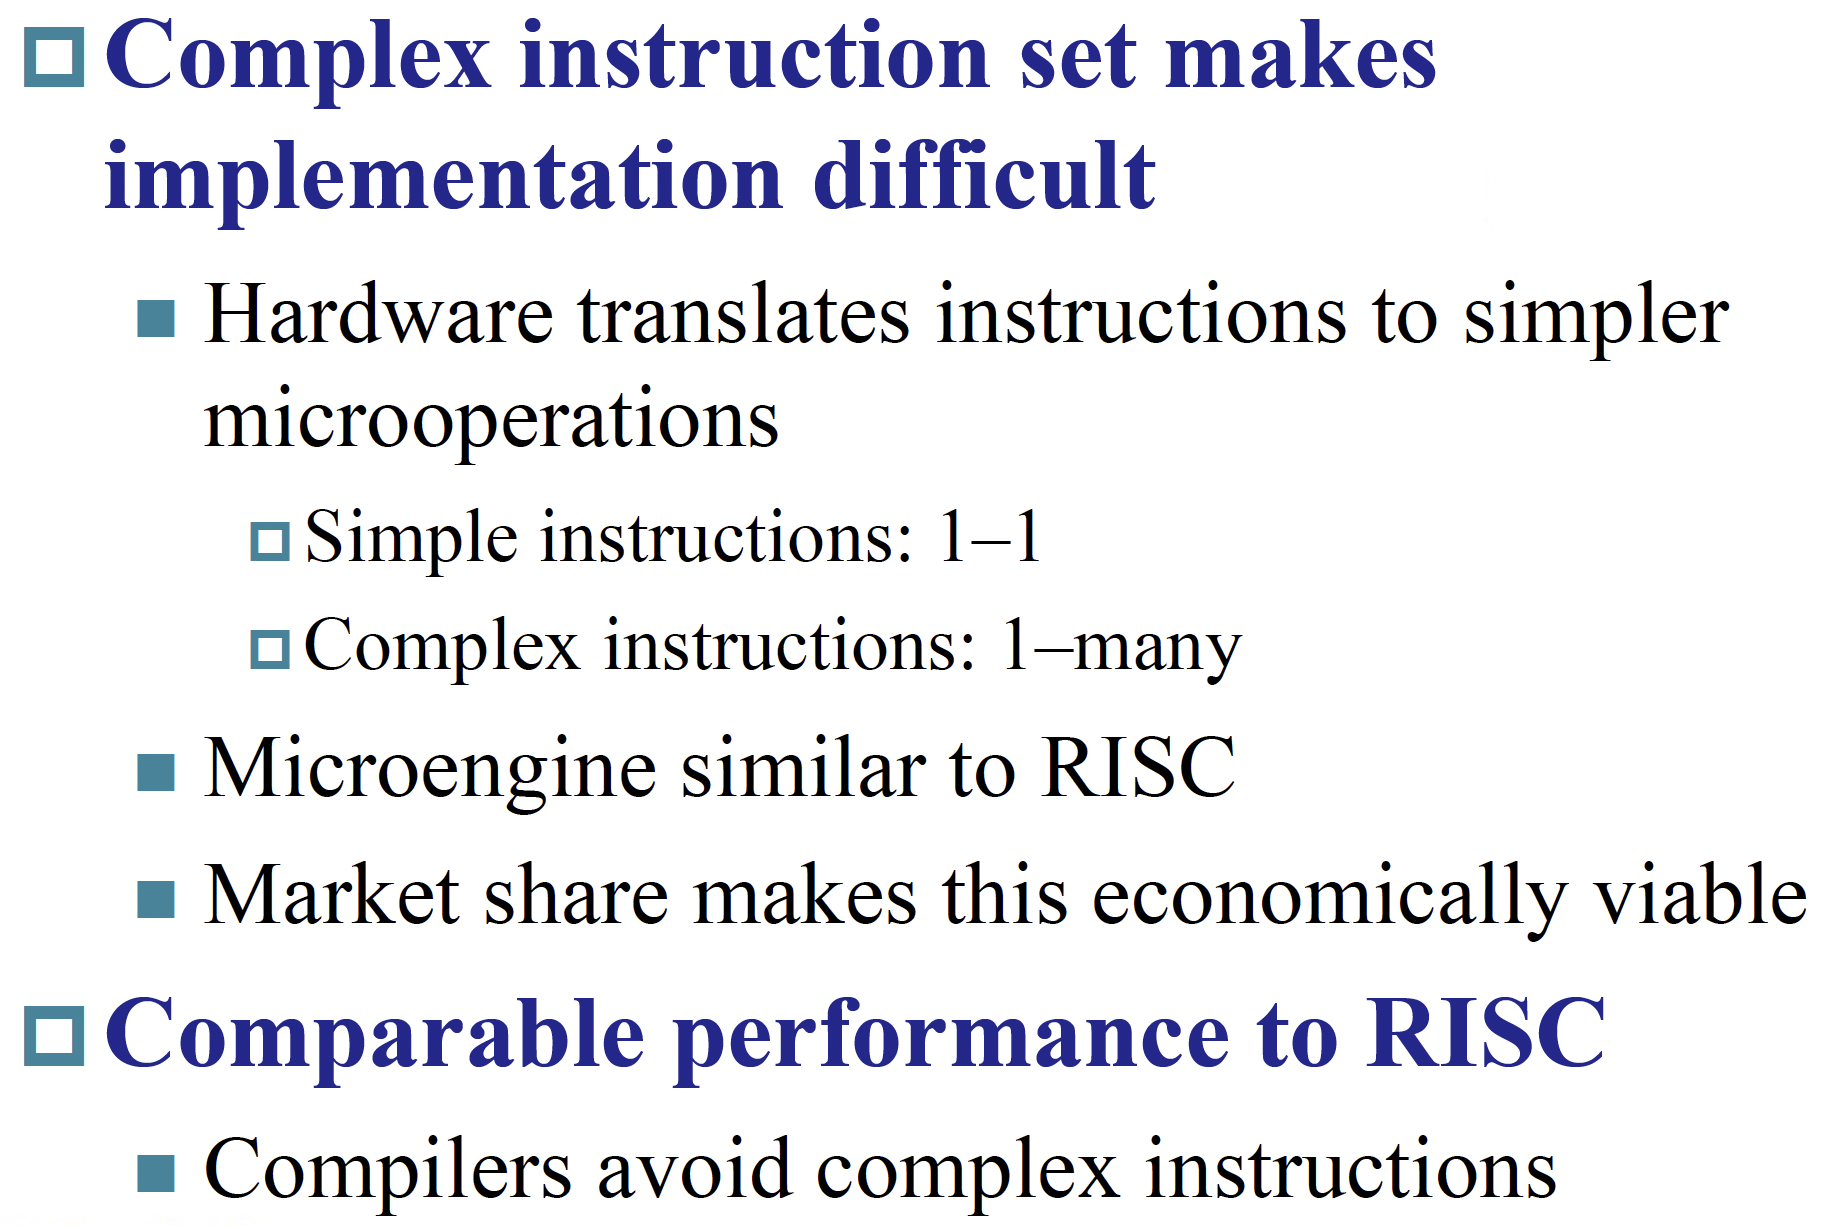 Complex instruction set makes
implementation difficult
Hardware translates instructions to simpler
microoperations
Simple instructions: 1–1
Complex instructions: 1–many
Microengine similar to RISC
Market share makes this economically viable
Comparable performance to RISC
Compilers avoid complex instructions